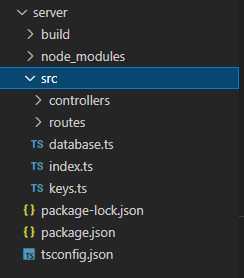 server
build
node_modules
src
controllers
routes
TS database.ts
TS index.ts
TS keys.ts
{} package-lock.json
{} package.json
TS tsconfig.json